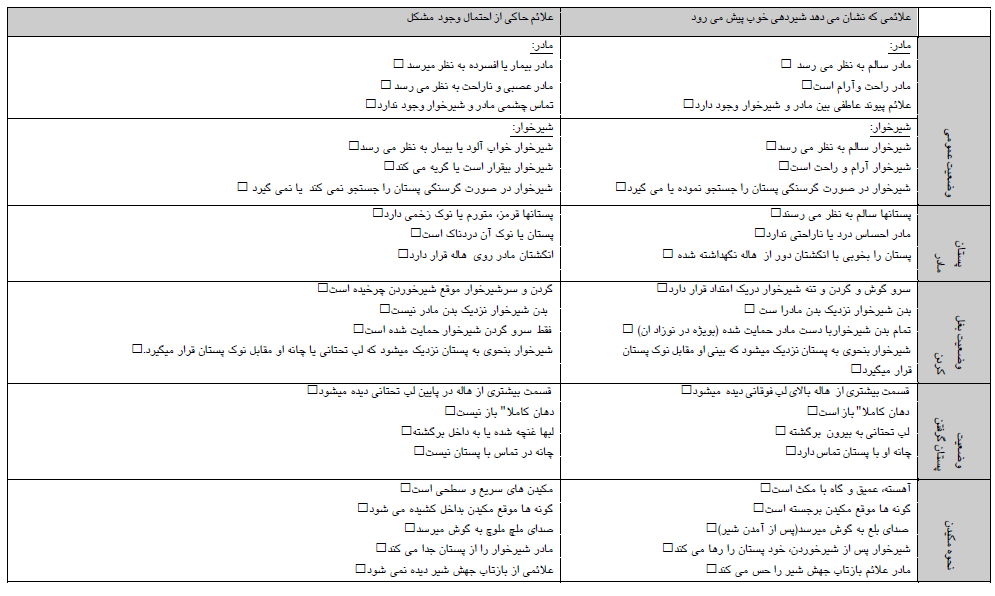 علائمی که نشان می دهد شیردهی خوب پیش می رود
علائم حاکی از احتمال وجود مشکل
وضعیت عمومی
مادر:
مادر سالم به نظر می رسد □
مادر راحت وآرام است□
علائم پیوند عاطفی بین مادر و شیرخوار وجود دارد□
مادر:
مادر بیمار یا افسرده به نظر میرسد □
مادر عصبی و ناراحت به نظر می رسد □
تماس چشمی مادر و شیرخوار وجود ندارد□
شیرخوار:
شیرخوار سالم به نظر می رسد□
شیرخوار آرام و راحت است□
شیرخوار در صورت گرسنگی پستان را جستجو نموده یا می گیرد□
شیرخوار:
شیرخوار خواب آلود یا بیمار به نظر می رسد□
شیرخوار بیقرار است یا گریه می کند□
شیرخوار در صورت گرسنگی پستان را جستجو نمی کند یا نمی گیرد □
پستان
مادر
پستانها سالم به نظر می رسند□
مادر احساس درد یا ناراحتی ندارد□
پستان را بخوبی با انگشتان دور از هاله نگهداشته شده □
پستانها قرمز، متورم یا نوک زخمی دارد□
پستان یا نوک آن دردناک است□
انگشتان مادر روی هاله قرار دارد□
وضعیت بغل
کردن
سرو گوش و گردن و تنه شیرخوار دریک امتداد قرار دارد□
بدن شیرخوار نزدیک بدن مادرا ست □
تمام بدن شیرخواربا دست مادر حمایت شده (بویژه در نوزاد ان) □
شیرخوار بنحوی به پستان نزدیک میشود که بینی او مقابل نوک پستان
قرار میگیرد□
گردن و سرشیرخوار موقع شیرخوردن چرخیده است□
بدن شیرخوار نزدیک بدن مادر نیست□
فقط سرو گردن شیرخوار حمایت شده است□
شیرخوار بنحوی به پستان نزدیک میشود که لپ تحتانی یا چانه او مقابل نوک پستان قرار میگیرد.□
وضعیت
پستان گرفتن
قسمت بیشتری از هاله بالای لپ فوقانی دیده میشود□
دهان کاملا" باز است□
لپ تحتانی به بیرون برگشته □
چانه او با پستان تماس دارد□
قسمت بیشتری از هاله در پایین لپ تحتانی دیده میشود□
دهان کاملا" باز نیست□
لبها غنچه شده یا به داخل برگشته□
چانه در تماس با پستان نیست□
نحوه مکیدن
آهسته، عمیق و گاه با مکث است□
گونه ها موقع مکیدن برجسته است□
صدای بلع به گوش میرسد(پس از آمدن شیر)□
شیرخوار پس از شیرخوردن، خود پستان را رها می کند□
مادر علائم بازتاب جهش شیر را حس می کند□
مکیدن های سریع و سطحی است□
گونه ها موقع مکیدن بداخل کشیده می شود□
صدای ملچ ملوچ به گوش میرسد□
مادر شیرخوار را از پستان جدا می کند□
علائمی از بازتاب جهش شیر دیده نمی شود□